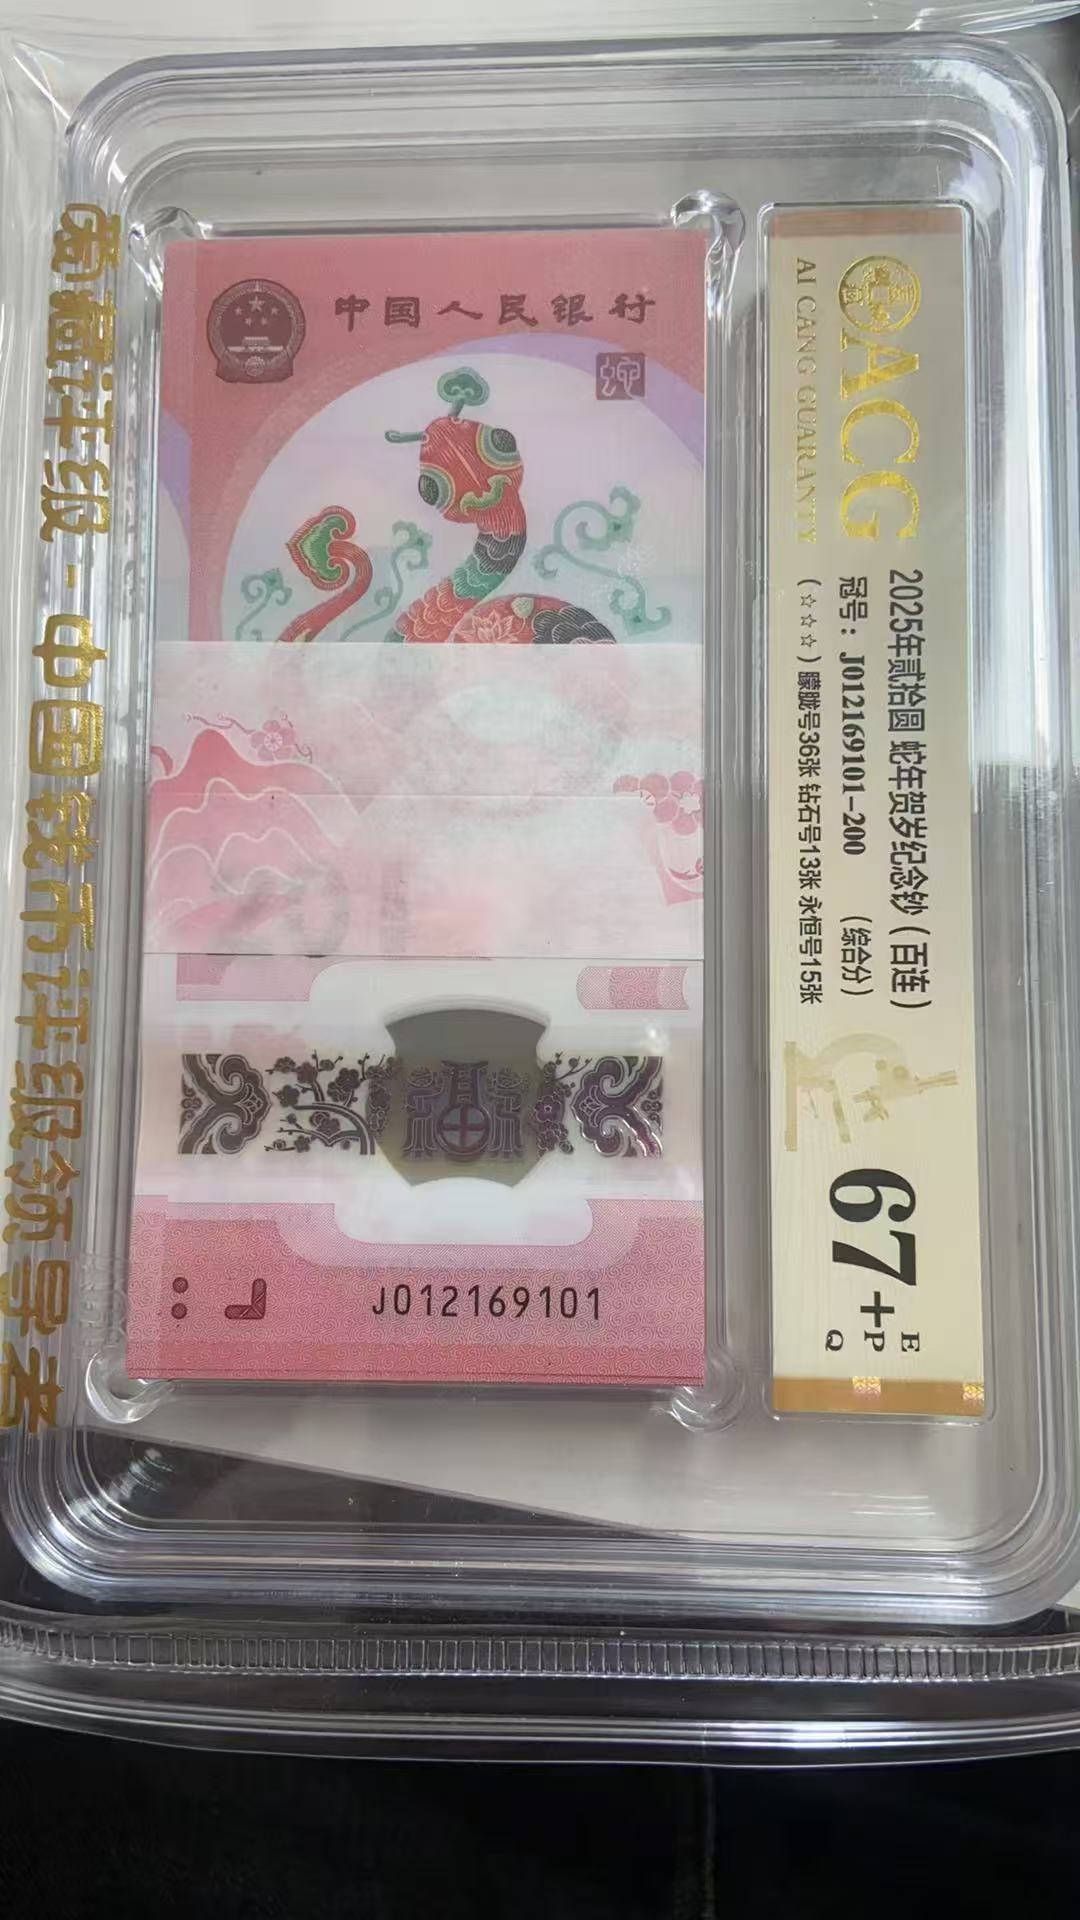 中国人民银行
蛇
J012169101
ACG
AI CANG GUARANTY
2025年贰拾圆 蛇年贺岁纪念钞（百连）
冠号：J012169101-200 （综合分）
（☆☆☆）朦胧号36张 钻石号13张 永恒号15张
67+
E
P
Q
爱藏评级-中国钱币评级领导者